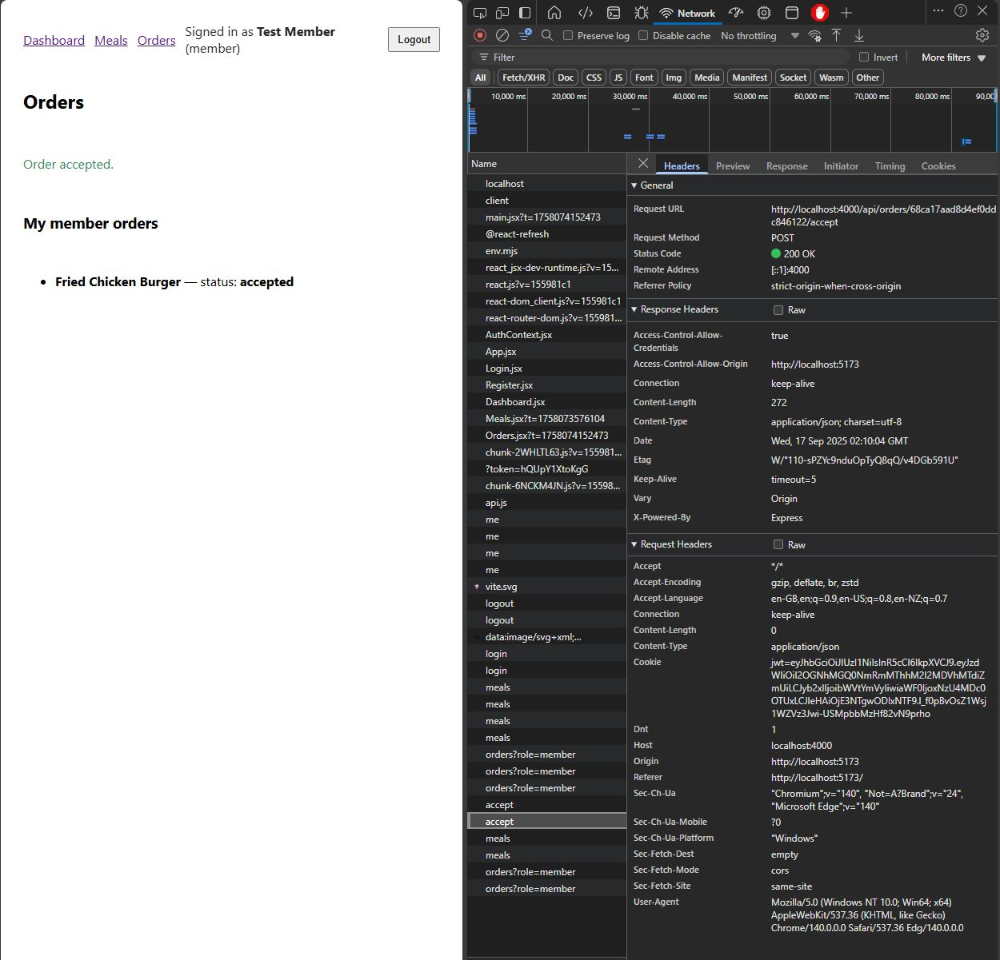 Dashboard Meals Orders Signed in as Test Member
(member)
Logout
Orders
Order accepted.
My member orders
Fried Chicken Burger — status: accepted
Network
Preserve log Disable cache No throttling
Filter Invert More filters
All Fetch/XHR Doc CSS JS Font Img Media Manifest Socket Wasm Other
10,000 ms 20,000 ms 30,000 ms 40,000 ms 50,000 ms 60,000 ms 70,000 ms 80,000 ms 90,00
Name
localhost
client
main.jsx?t=1758074152473
@react-refresh
env.mjs
react_jsx-dev-runtime.js?v=15...
react.js?v=155981c1
react-dom_client.js?v=155981c1
react-router-dom.js?v=155981...
AuthContext.jsx
App.jsx
Login.jsx
Register.jsx
Dashboard.jsx
Meals.jsx?t=1758073576104
Orders.jsx?t=1758074152473
chunk-2WHLTL63.js?v=155981...
?token=hQUpY1XtoKgG
chunk-6NCKM4JN.js?v=15598...
api.js
me
me
me
me
vite.svg
logout
logout
data:image/svg+xml;...
login
login
meals
meals
meals
meals
orders?role=member
orders?role=member
orders?role=member
accept
accept
meals
meals
orders?role=member
orders?role=member
Headers Preview Response Initiator Timing Cookies
General
Request URL http://localhost:4000/api/orders/68ca17aad8d4ef0dd
c846122/accept
Request Method POST
Status Code 200 OK
Remote Address [::1]:4000
Referrer Policy strict-origin-when-cross-origin
Response Headers Raw
Access-Control-Allow- true
Credentials
Access-Control-Allow-Origin http://localhost:5173
Connection keep-alive
Content-Length 272
Content-Type application/json; charset=utf-8
Date Wed, 17 Sep 2025 02:10:04 GMT
Etag W/"110-sPZYc9nduOpTyQ8qQ/v4DGb591U"
Keep-Alive timeout=5
Vary Origin
X-Powered-By Express
Request Headers Raw
Accept */*
Accept-Encoding gzip, deflate, br, zstd
Accept-Language en-GB,en;q=0.9,en-US;q=0.8,en-NZ;q=0.7
Connection keep-alive
Content-Length 0
Content-Type application/json
Cookie
Dnt 1
Host localhost:4000
Origin http://localhost:5173
Referer http://localhost:5173/
Sec-Ch-Ua "Chromium";v="140", "Not=A?Brand";v="24",
"Microsoft Edge";v="140"
Sec-Ch-Ua-Mobile ?0
Sec-Ch-Ua-Platform "Windows"
Sec-Fetch-Dest empty
Sec-Fetch-Mode cors
Sec-Fetch-Site same-site
User-Agent Mozilla/5.0 (Windows NT 10.0; Win64; x64)
AppleWebKit/537.36 (KHTML, like Gecko)
Chrome/140.0.0.0 Safari/537.36 Edg/140.0.0.0